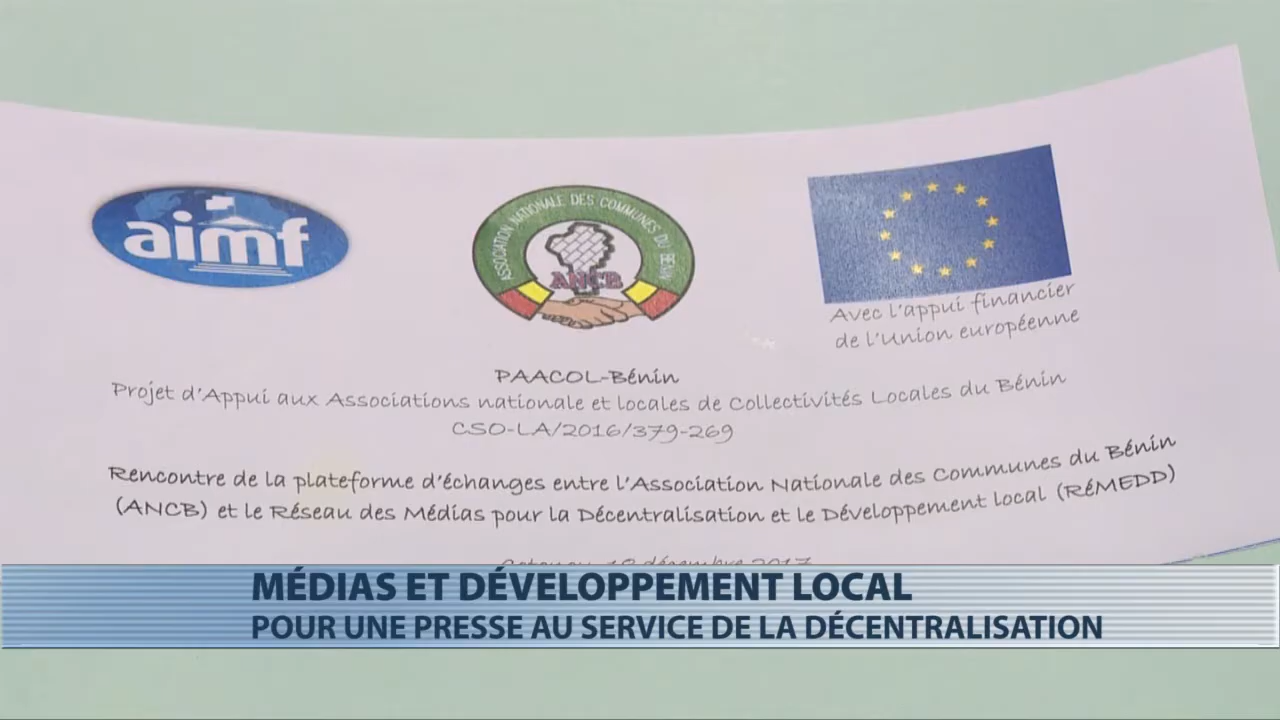 aimf
ASSOCIATION NATIONALE DES COMMUNES DU BÉNIN
ANCB
Avec l'appui financier
de l'Union européenne
PAACOL-Bénin
Projet d'Appui aux Associations nationale et locales de Collectivités Locales du Bénin
CSO-LA/2016/379-269
Rencontre de la plateforme d'échanges entre l'Association Nationale des Communes du Bénin
(ANCB) et le Réseau des Médias pour la Décentralisation et le Développement local (RéMEDD)
décembre 2017
MÉDIAS ET DÉVELOPPEMENT LOCAL
POUR UNE PRESSE AU SERVICE DE LA DÉCENTRALISATION